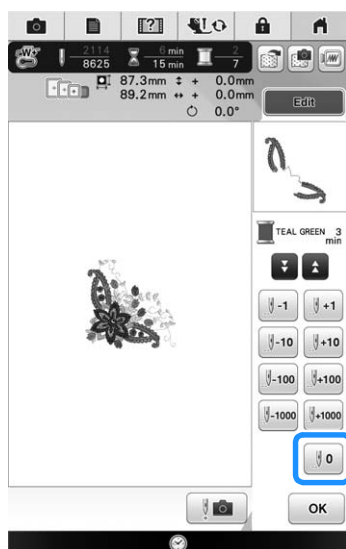 2114
8625
6 min
15 min
2
7
87.3mm + 0.0mm
89.2mm + 0.0mm
0.0°
Edit
TEAL GREEN 3
min
-1 +1
-10 +10
-100 +100
-1000 +1000
0
OK